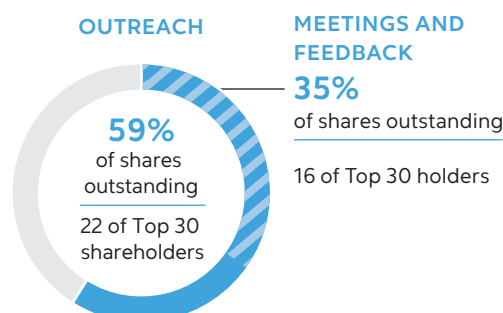 OUTREACH
59%
of shares
outstanding
22 of Top 30
shareholders
MEETINGS AND
FEEDBACK
35%
of shares outstanding
16 of Top 30 holders